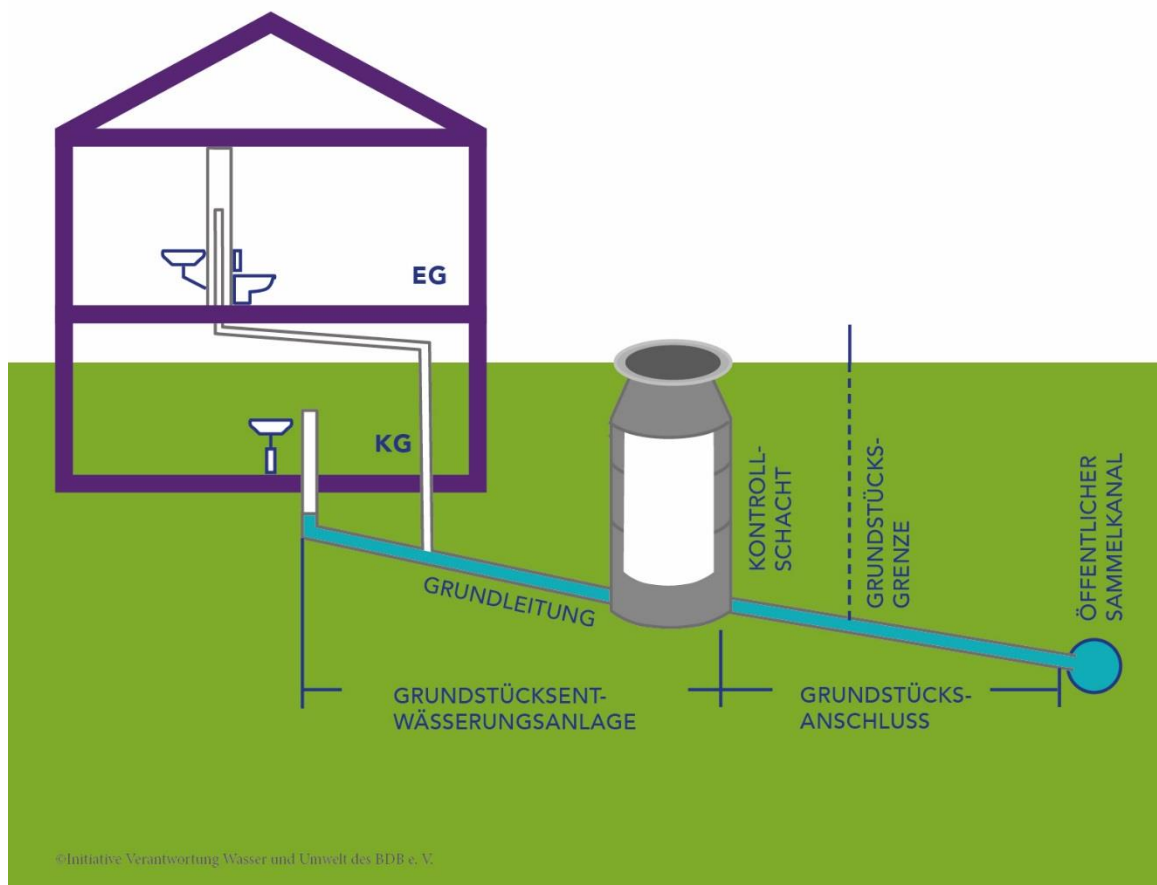 EG
KG
KONTROLL-
SCHACHT
GRUNDSTÜCKS-
GRENZE
ÖFFENTLICHER
SAMMELKANAL
GRUNDLEITUNG
GRUNDSTÜCKSENT-
WÄSSERUNGSANLAGE
GRUNDSTÜCKS-
ANSCHLUSS
©Initiative Verantwortung Wasser und Umwelt des BDB e. V.